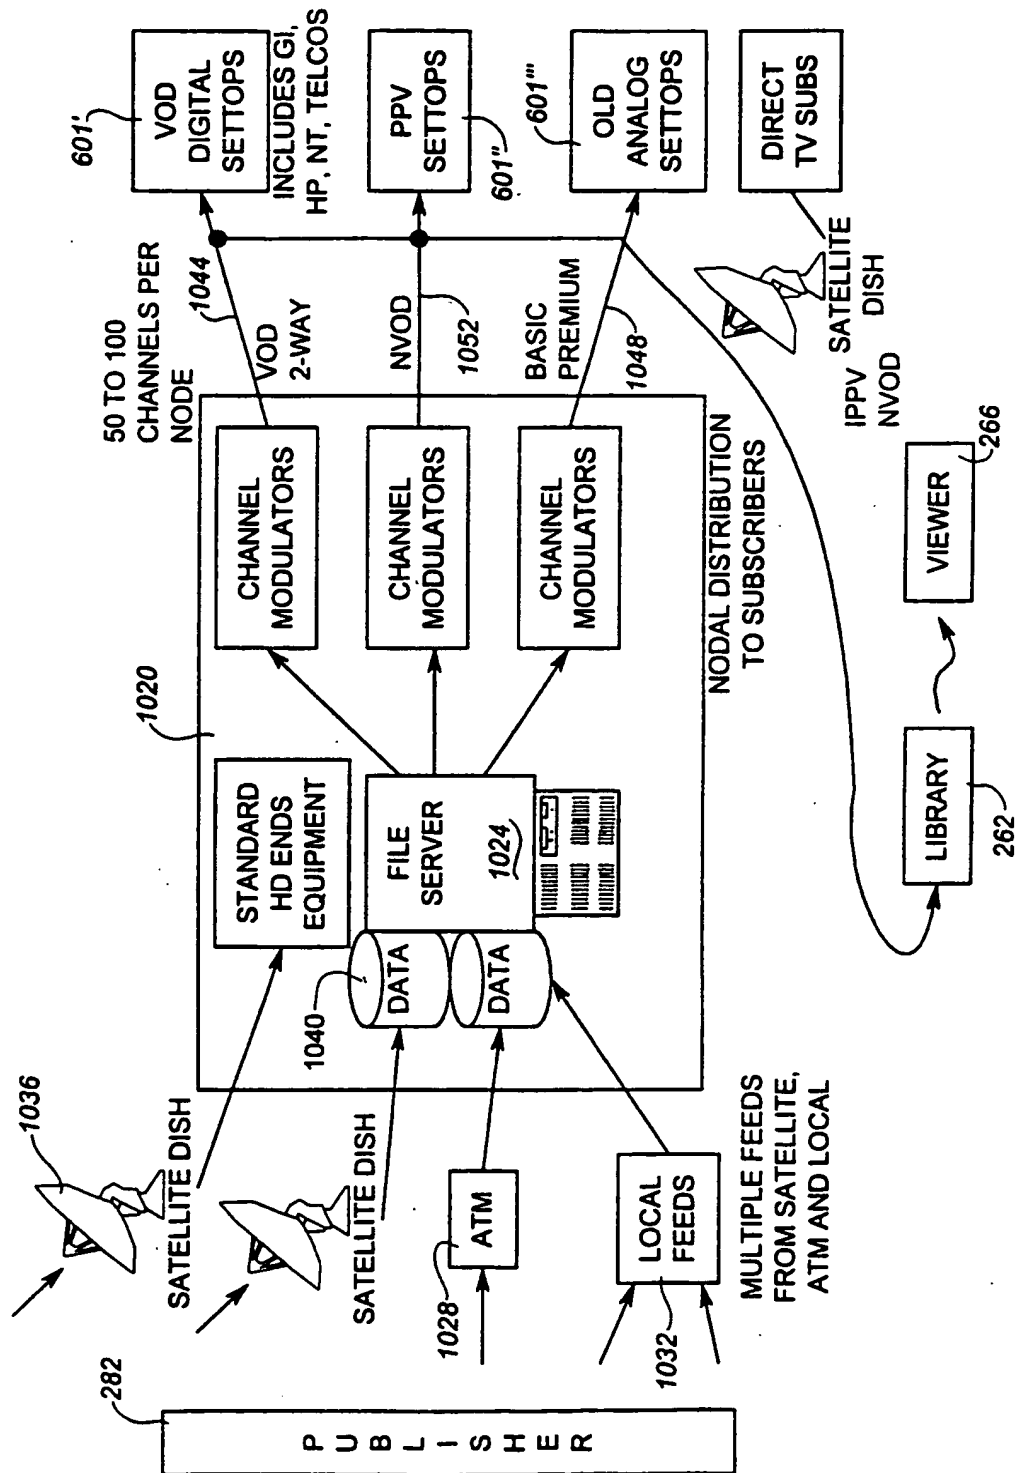 282
PUBLISHER
1036
SATELLITE DISH
SATELLITE DISH
1028
ATM
1032
LOCAL
FEEDS
MULTIPLE FEEDS
FROM SATELLITE,
ATM AND LOCAL
1020
STANDARD
HD ENDS
EQUIPMENT
1040
DATA
DATA
FILE
SERVER
1024
CHANNEL
MODULATORS
CHANNEL
MODULATORS
CHANNEL
MODULATORS
NODAL DISTRIBUTION
TO SUBSCRIBERS
50 TO 100
CHANNELS PER
NODE
1044
VOD
2-WAY
NVOD
1052
BASIC
PREMIUM
1048
601'
VOD
DIGITAL
SETTOPS
INCLUDES GI,
HP, NT, TELCOS
PPV
SETTOPS
601"
601'''
OLD
ANALOG
SETTOPS
DIRECT
TV SUBS
SATELLITE
DISH
IPPV
NVOD
LIBRARY
262
VIEWER
266